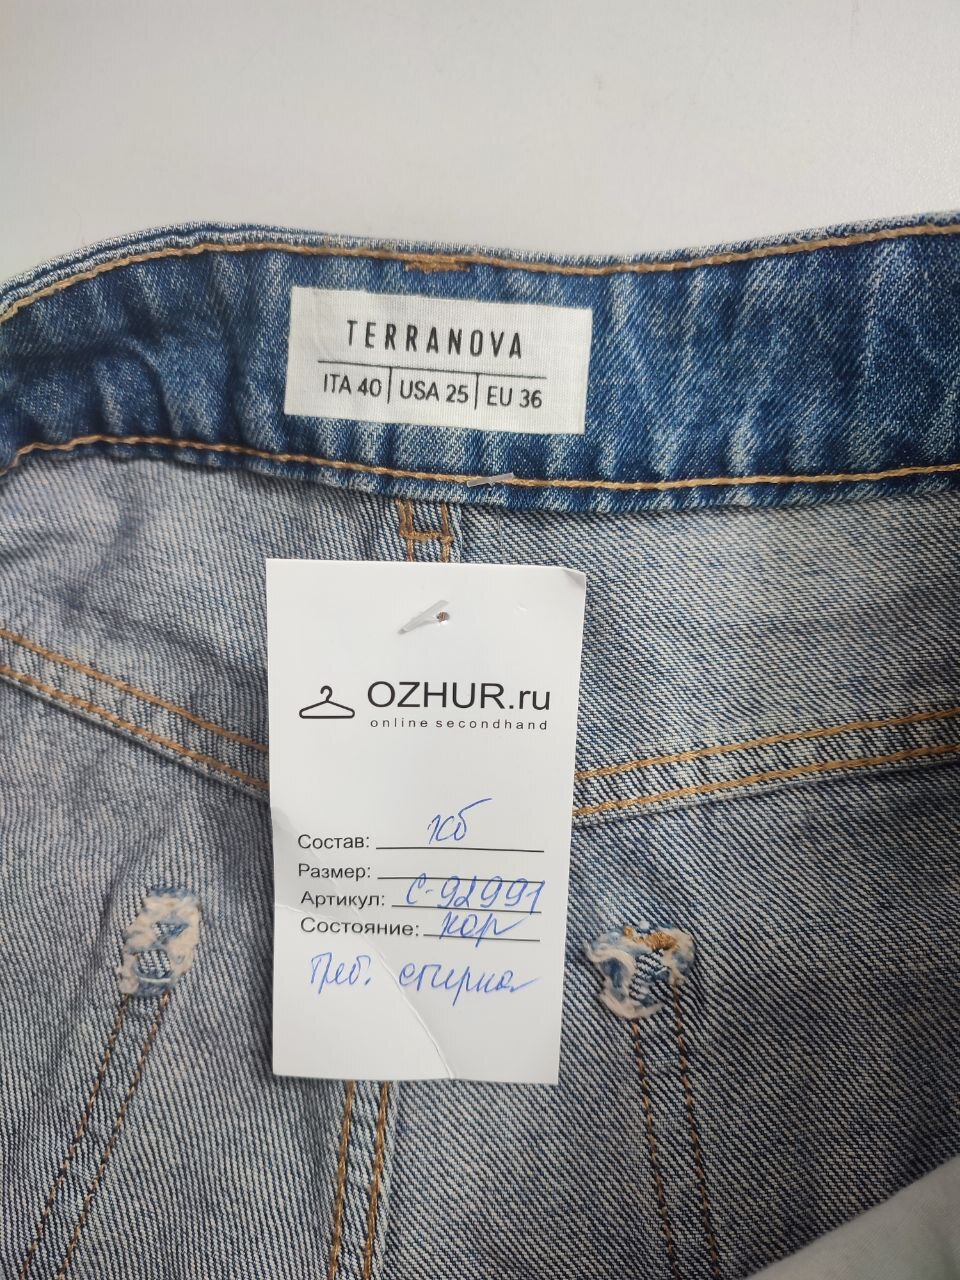 TERRANOVA
ITA 40 | USA 25 | EU 36
OZHUR.ru
online secondhand
Состав: хб
Размер:
Артикул: С-92991
Состояние: хор
Треб. стирка